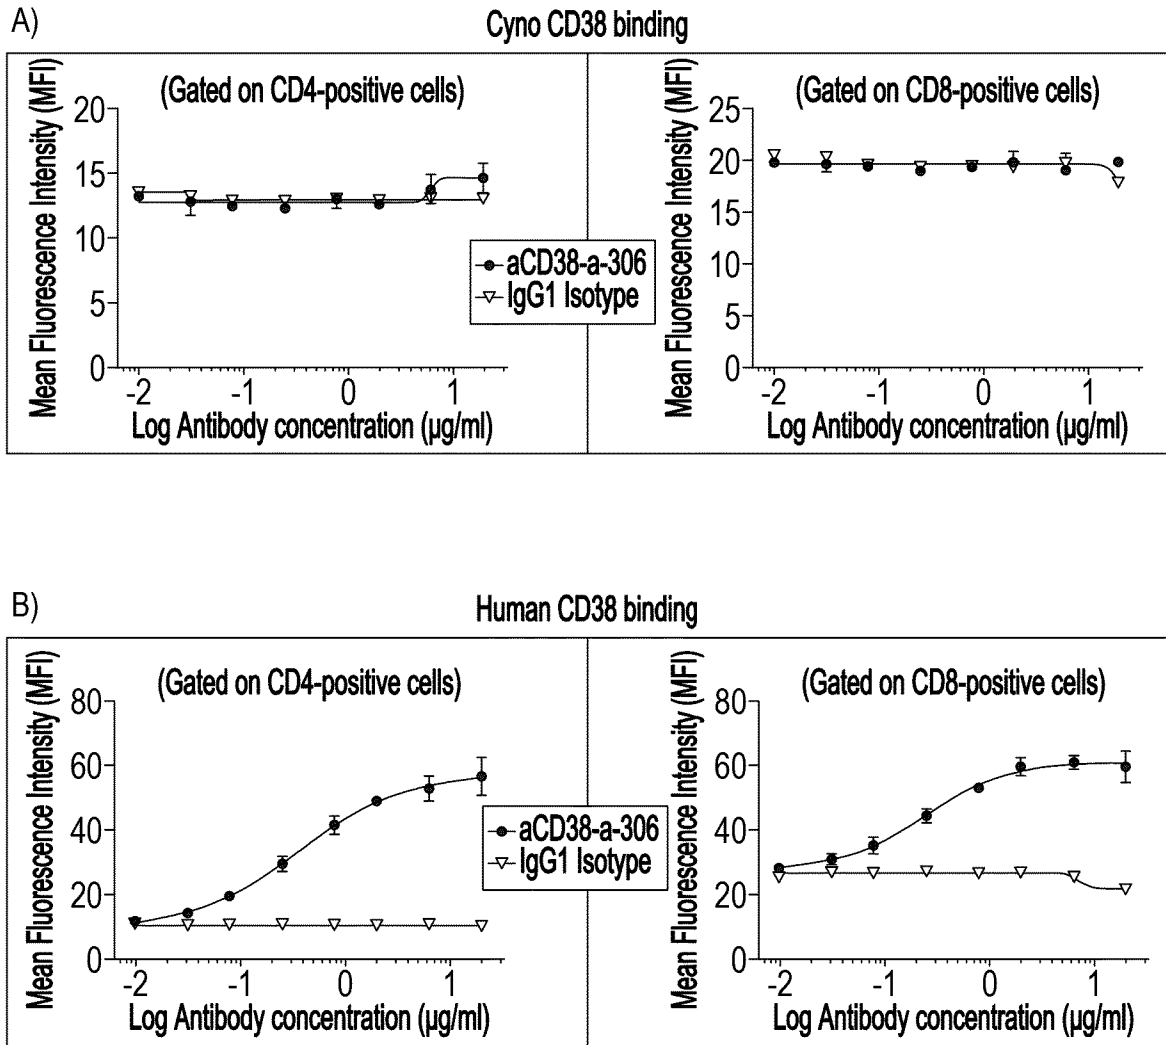 A)
Cyno CD38 binding
(Gated on CD4-positive cells)
Mean Fluorescence Intensity (MFI)
20
15
10
5
0
-2 -1 0 1
Log Antibody concentration (µg/ml)
aCD38-a-306
IgG1 Isotype
(Gated on CD8-positive cells)
Mean Fluorescence Intensity (MFI)
25
20
15
20
5
0
-2 -1 0 1
Log Antibody concentration (µg/ml)
B)
Human CD38 binding
(Gated on CD4-positive cells)
Mean Fluorescence Intensity (MFI)
80
60
40
20
0
-2 -1 0 1
Log Antibody concentration (µg/ml)
aCD38-a-306
IgG1 Isotype
(Gated on CD8-positive cells)
Mean Fluorescence Intensity (MFI)
80
60
40
20
0
-2 -1 0 1
Log Antibody concentration (µg/ml)